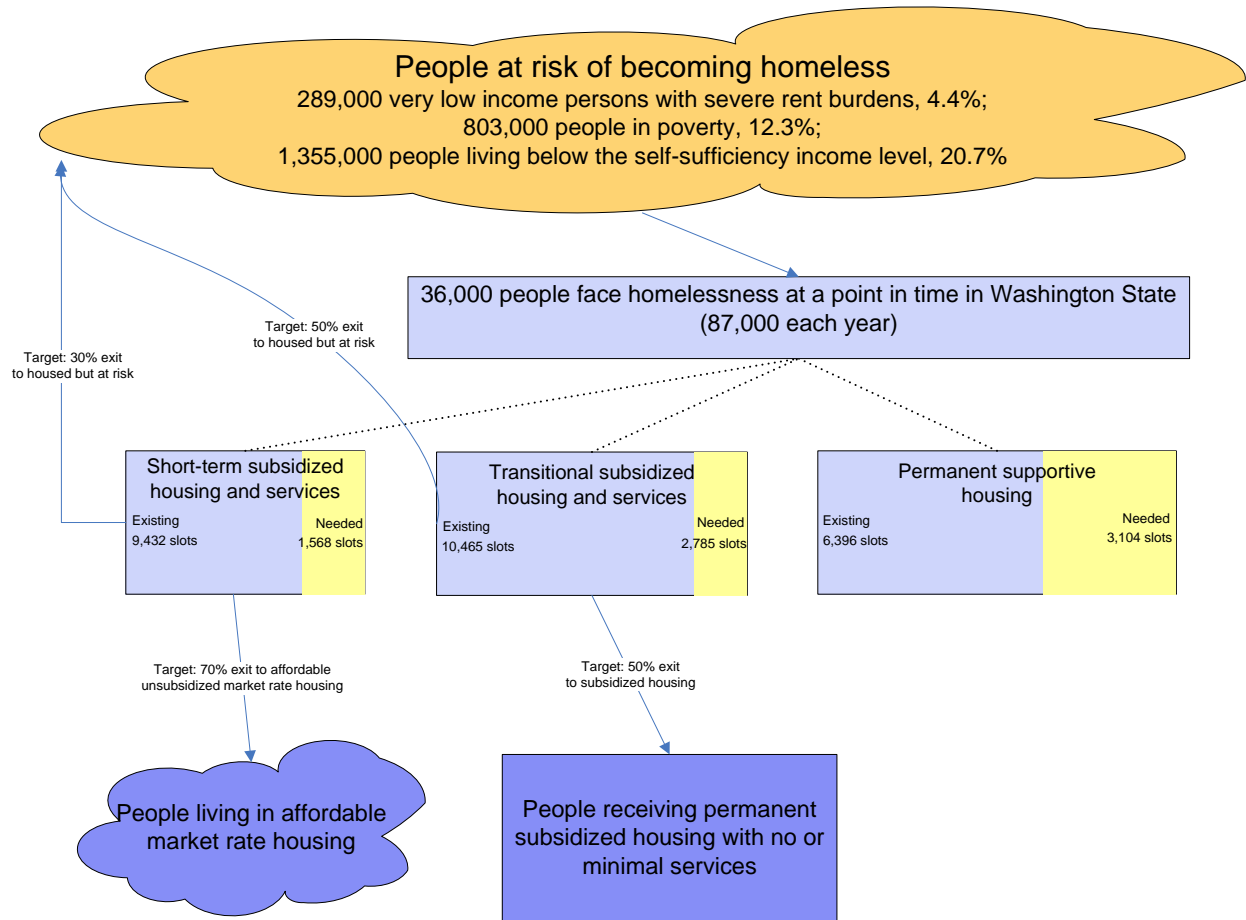 People at risk of becoming homeless
289,000 very low income persons with severe rent burdens, 4.4%;
803,000 people in poverty, 12.3%;
1,355,000 people living below the self-sufficiency income level, 20.7%
36,000 people face homelessness at a point in time in Washington State
(87,000 each year)
Target: 50% exit
to housed but at risk
Target: 30% exit
to housed but at risk
Short-term subsidized
housing and services
Existing
9,432 slots
Needed
1,568 slots
Transitional subsidized
housing and services
Existing
10,465 slots
Needed
2,785 slots
Permanent supportive
housing
Existing
6,396 slots
Needed
3,104 slots
Target: 70% exit to affordable
unsubsidized market rate housing
Target: 50% exit
to subsidized housing
People living in affordable
market rate housing
People receiving permanent
subsidized housing with no or
minimal services